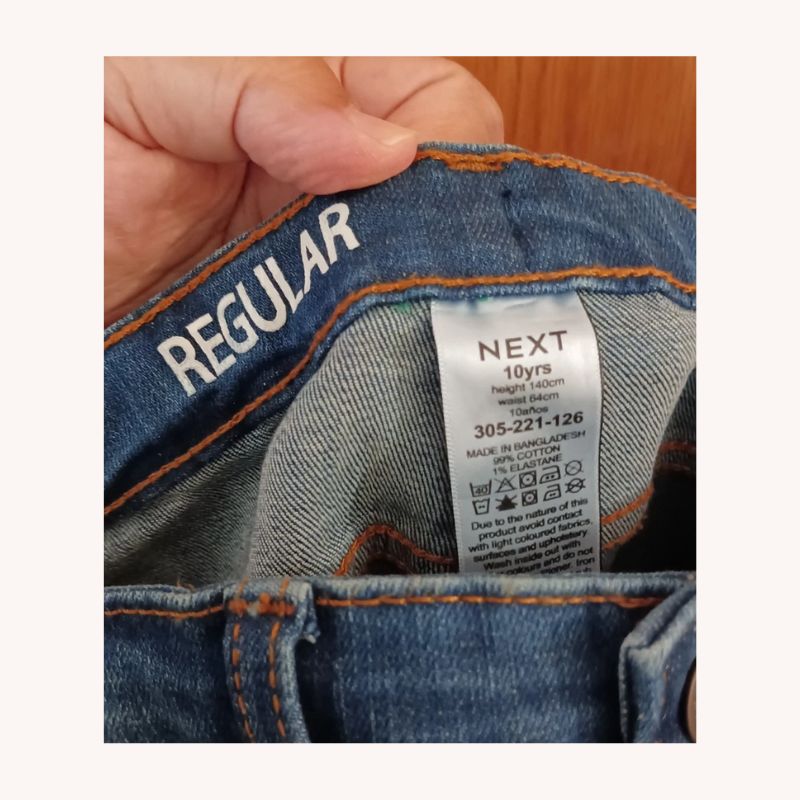 REGULAR
NEXT
10yrs
height 140cm
waist 64cm
10años
305-221-126
MADE IN BANGLADESH
99% COTTON
1% ELASTANE
40
Due to the nature of this
product avoid contact
with light coloured fabrics,
surfaces and upholstery
Wash inside out with
colours and do not
Iron